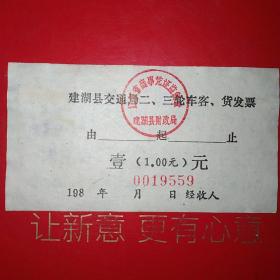 建湖县交通局二、三轮车客、货发票
建湖县财政局
由 起 止
壹（1.00元）元
0019559
198 年 月 日 经收人
让新意 更有心意